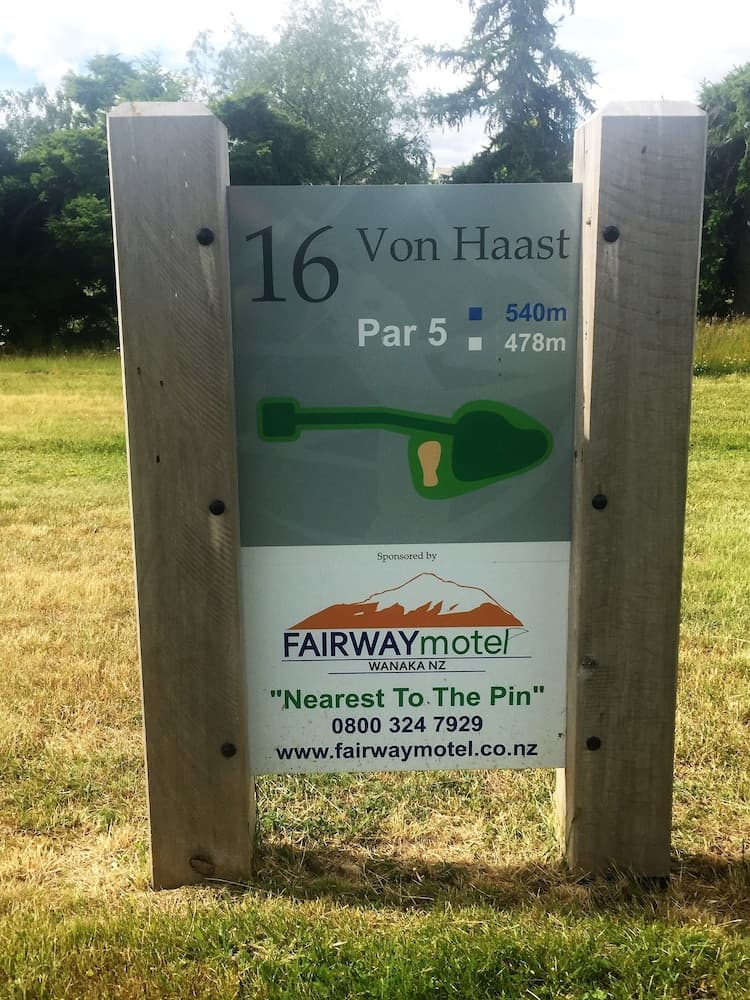 16 Von Haast
Par 5
540m
478m
Sponsored by
FAIRWAYmotel
WANAKA NZ
"Nearest To The Pin"
0800 324 7929
www.fairwaymotel.co.nz